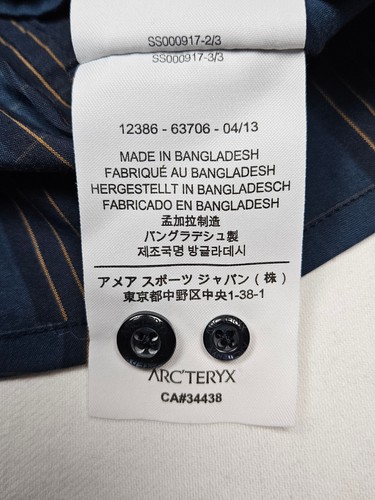 SS000917-2/3
SS000917-3/3
12386 - 63706 - 04/13
MADE IN BANGLADESH
FABRIQUÉ AU BANGLADESH
HERGESTELLT IN BANGLADESCH
FABRICADO EN BANGLADESH
孟加拉制造
バングラデシュ製
제조국명 방글라데시
アメア スポーツ ジャパン ( 株 )
東京都中野区中央1-38-1
ARC'TERYX
CA#34438